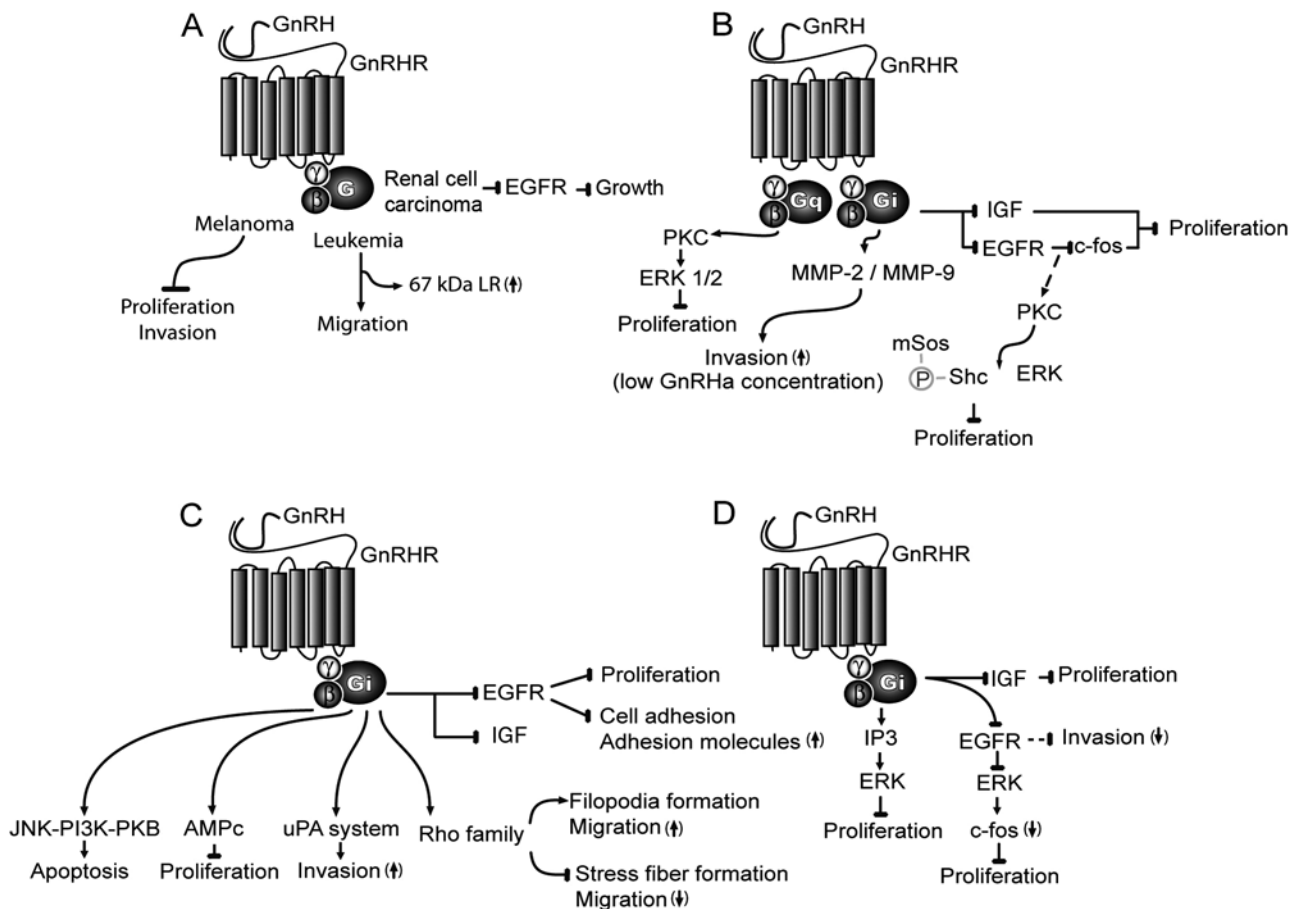 A
GnRH
GnRHR
γ
β
G
Renal cell
carcinoma
EGFR
Growth
Melanoma
Leukemia
Proliferation
Invasion
67 kDa LR (↑)
Migration
B
GnRH
GnRHR
γ
β
Gq
γ
β
Gi
PKC
ERK 1/2
Proliferation
MMP-2 / MMP-9
Invasion (↑)
(low GnRHa concentration)
IGF
EGFR
c-fos
Proliferation
PKC
mSos
P
Shc
ERK
Proliferation
C
GnRH
GnRHR
γ
β
Gi
EGFR
IGF
Proliferation
Cell adhesion
Adhesion molecules (↑)
JNK-PI3K-PKB
Apoptosis
AMPc
Proliferation
uPA system
Invasion (↑)
Rho family
Filopodia formation
Migration (↑)
Stress fiber formation
Migration (↓)
D
GnRH
GnRHR
γ
β
Gi
IGF
Proliferation
IP3
ERK
Proliferation
EGFR
Invasion (↓)
ERK
c-fos (↓)
Proliferation